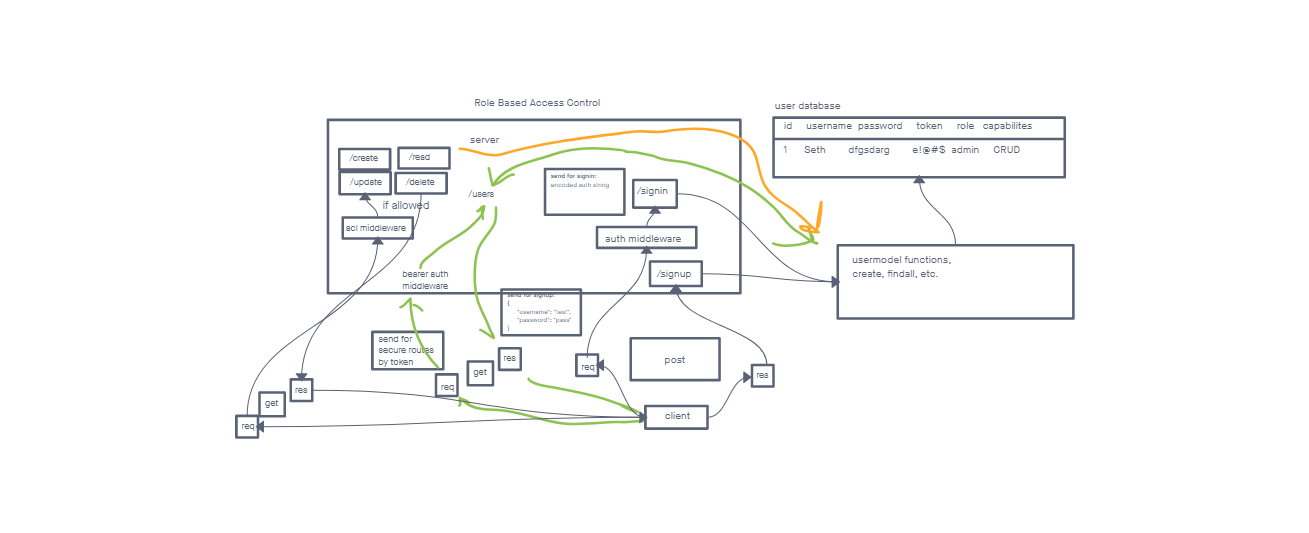 Role Based Access Control
user database
id username password token role capabilites
1 Seth dfgsdarg e!@#$ admin CRUD
server
/create
/read
/update
/delete
if allowed
acl middleware
/users
bearer auth
middleware
send for signin:
encoded auth string
/signin
auth middleware
/signup
usermodel functions,
create, findall, etc.
send for signup:
{
"username": "test",
"password": "pass"
}
send for
secure routes
by token
res
get
req
req
get
res
req
post
res
client